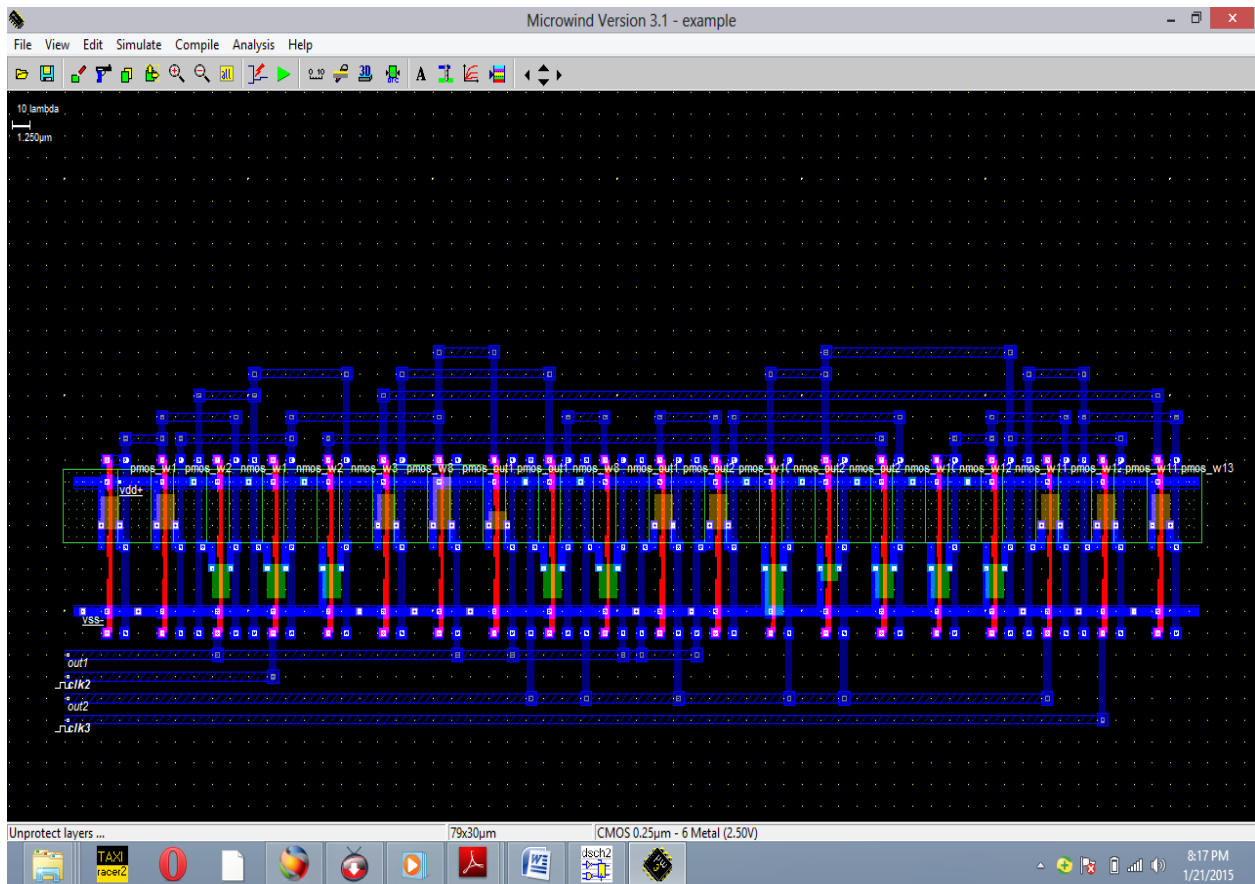 Microwind Version 3.1 - example
File View Edit Simulate Compile Analysis Help
10 lambda
1.250µm
pmos_w1 pmos_w2 nmos_w1 nmos_w2 nmos_w3 pmos_w3 pmos_out1 pmos_out1 nmos_w3 nmos_out1 pmos_out2 pmos_w10 nmos_out2 nmos_w10 nmos_w12 nmos_w11 pmos_w12 pmos_w11 pmos_w13
vdd+
vss-
out1
clk2
out2
clk3
Unprotect layers ... 79x30µm CMOS 0.25µm - 6 Metal (2.50V)
TAXI
racer2
dsch2
8:17 PM
1/21/2015